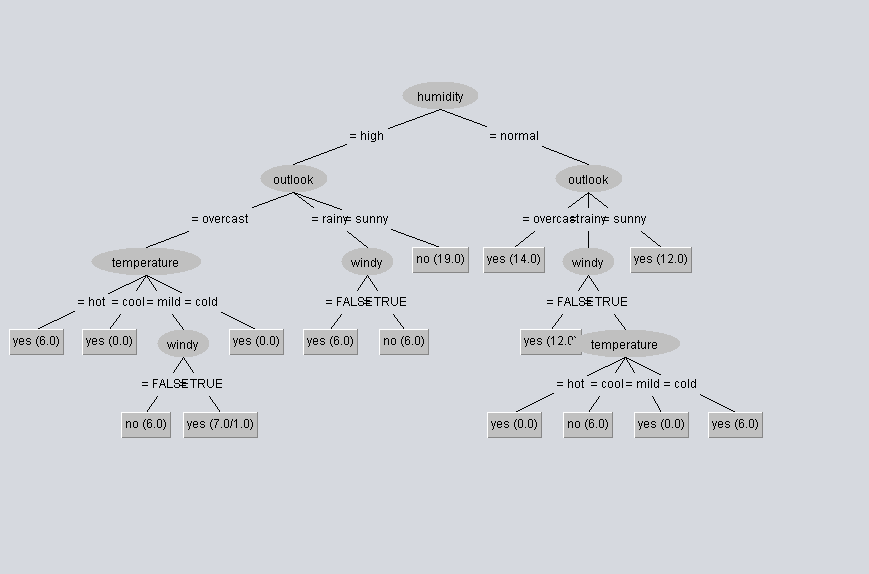 humidity
= high = normal
outlook outlook
= overcast = rainy = sunny = overcast = rainy = sunny
temperature windy no (19.0) yes (14.0) windy yes (12.0)
= hot = cool = mild = cold = FALSE = TRUE = FALSE = TRUE
yes (6.0) yes (0.0) windy yes (0.0) yes (6.0) no (6.0) yes (12.0) temperature
= FALSE = TRUE = hot = cool = mild = cold
no (6.0) yes (7.0/1.0) yes (0.0) no (6.0) yes (0.0) yes (6.0)